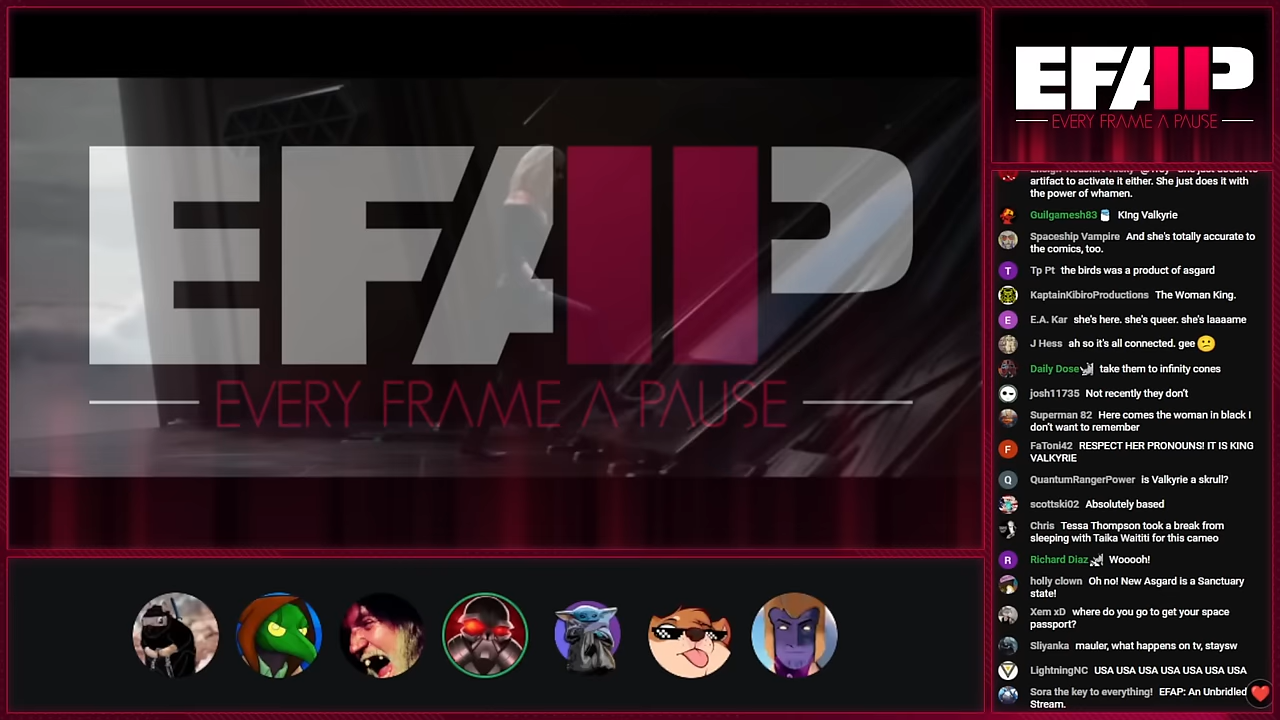 EFAP
EVERY FRAME A PAUSE
EFAP
EVERY FRAME A PAUSE
artifact to activate it either. She just does it with
the power of whamen.
Guilgamesh83 KIng Valkyrie
Spaceship Vampire And she's totally accurate to
the comics, too.
T Tp Pt the birds was a product of asgard
KaptainKibiroProductions The Woman King.
E E.A. Kar she's here. she's queer. she's laaaame
J Hess ah so it's all connected. gee
Daily Dose take them to infinity cones
josh11735 Not recently they don't
Superman 82 Here comes the woman in black I
don't want to remember
F FaToni42 RESPECT HER PRONOUNS! IT IS KING
VALKYRIE
Q QuantumRangerPower is Valkyrie a skrull?
scottski02 Absolutely based
Chris Tessa Thompson took a break from
sleeping with Taika Waititi for this cameo
R Richard Diaz Wooooh!
holly clown Oh no! New Asgard is a Sanctuary
state!
Xem xD where do you go to get your space
passport?
Sliyanka mauler, what happens on tv, staysw
LightningNC USA USA USA USA USA USA USA
Sora the key to everything! EFAP: An Unbridled
Stream.